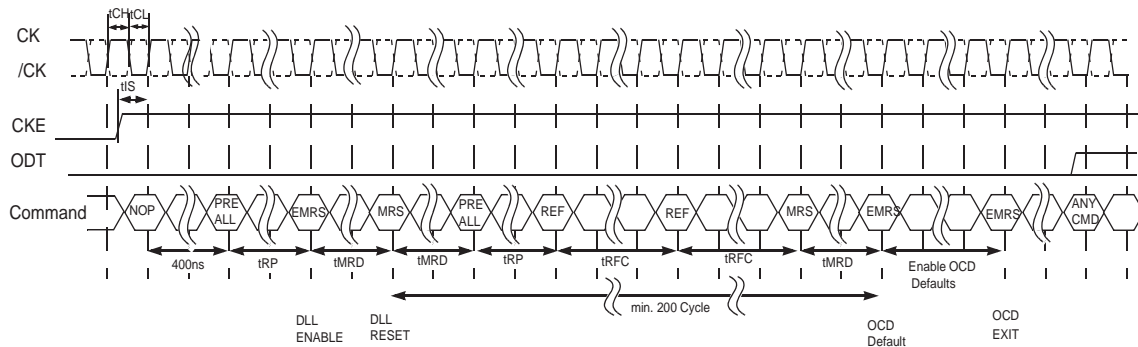 tCH tCL
CK
/CK
tIS
CKE
ODT
Command
NOP
PRE
ALL
EMRS
MRS
PRE
ALL
REF
REF
MRS
EMRS
EMRS
ANY
CMD
400ns
tRP
tMRD
tMRD
tRP
tRFC
tRFC
tMRD
Enable OCD
Defaults
min. 200 Cycle
DLL
ENABLE
DLL
RESET
OCD
Default
OCD
EXIT